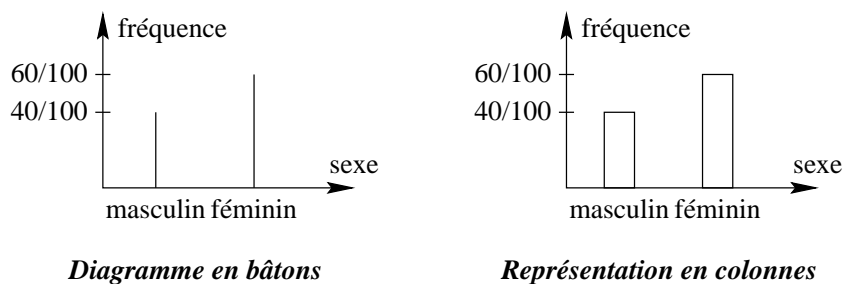 fréquence
60/100
40/100
sexe
masculin féminin
Diagramme en bâtons
fréquence
60/100
40/100
sexe
masculin féminin
Représentation en colonnes